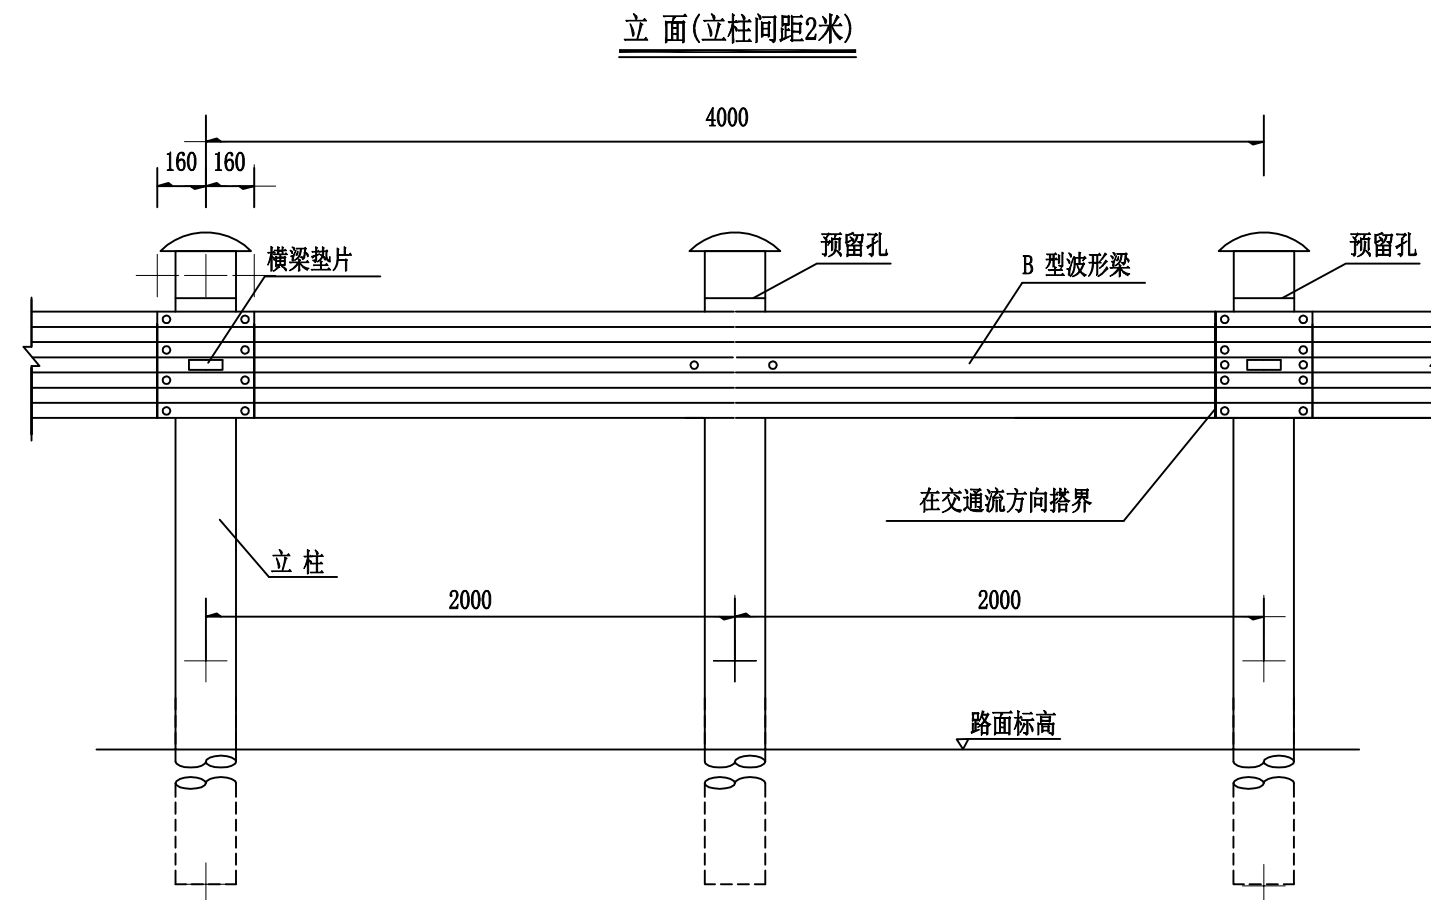 立 面(立柱间距2米)
4000
160 160
横梁垫片
预留孔
B 型波形梁
预留孔
在交通流方向搭界
立 柱
2000
2000
路面标高